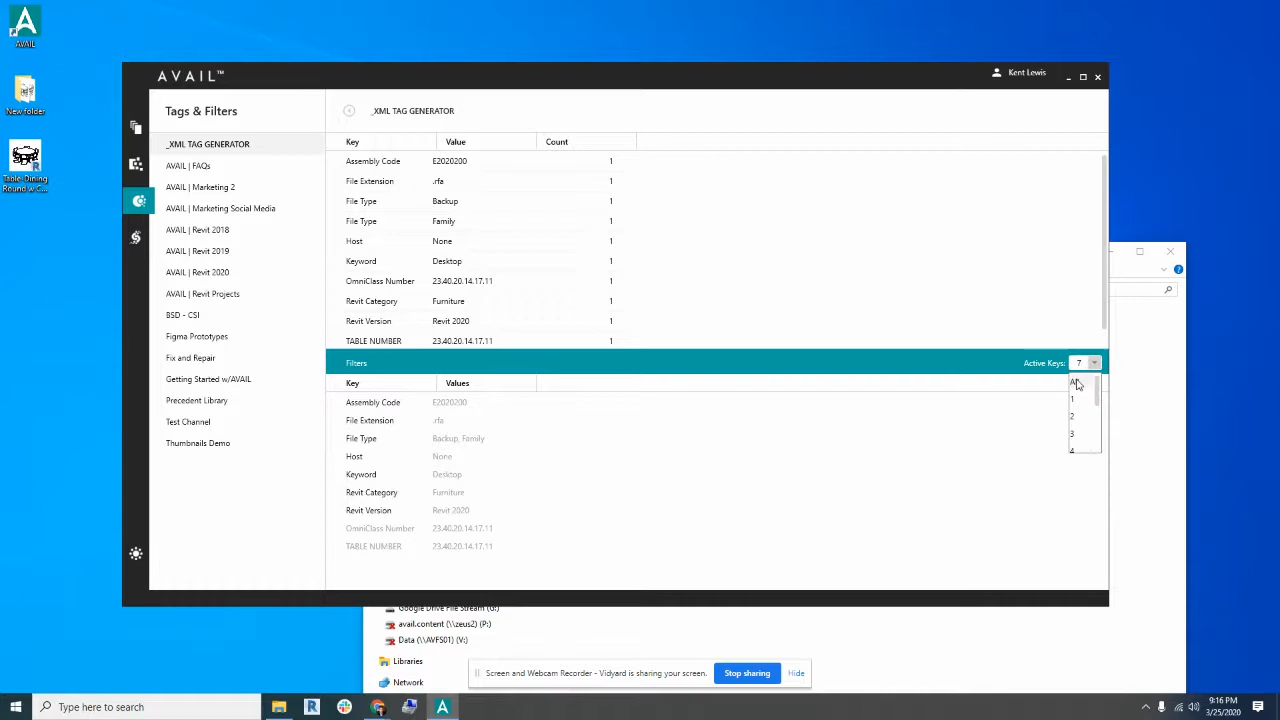 AVAIL
New folder
Table-Dining
Round w C...
AVAIL™
Kent Lewis
Tags & Filters
_XML TAG GENERATOR
AVAIL | FAQs
AVAIL | Marketing 2
AVAIL | Marketing Social Media
AVAIL | Revit 2018
AVAIL | Revit 2019
AVAIL | Revit 2020
AVAIL | Revit Projects
BSD - CSI
Figma Prototypes
Fix and Repair
Getting Started w/AVAIL
Precedent Library
Test Channel
Thumbnails Demo
_XML TAG GENERATOR
Key Value Count
Assembly Code E2020200 1
File Extension .rfa 1
File Type Backup 1
File Type Family 1
Host None 1
Keyword Desktop 1
OmniClass Number 23.40.20.14.17.11 1
Revit Category Furniture 1
Revit Version Revit 2020 1
TABLE NUMBER 23.40.20.14.17.11 1
Filters Active Keys: 7
1
2
3
4
Key Values
Assembly Code E2020200
File Extension .rfa
File Type Backup, Family
Host None
Keyword Desktop
Revit Category Furniture
Revit Version Revit 2020
OmniClass Number 23.40.20.14.17.11
TABLE NUMBER 23.40.20.14.17.11
Google Drive File Stream (G:)
avail.content (\\zeus2) (P:)
Data (\\AVFS01) (V:)
Libraries
Network
Screen and Webcam Recorder - Vidyard is sharing your screen. Stop sharing Hide
Type here to search
9:16 PM
3/25/2020